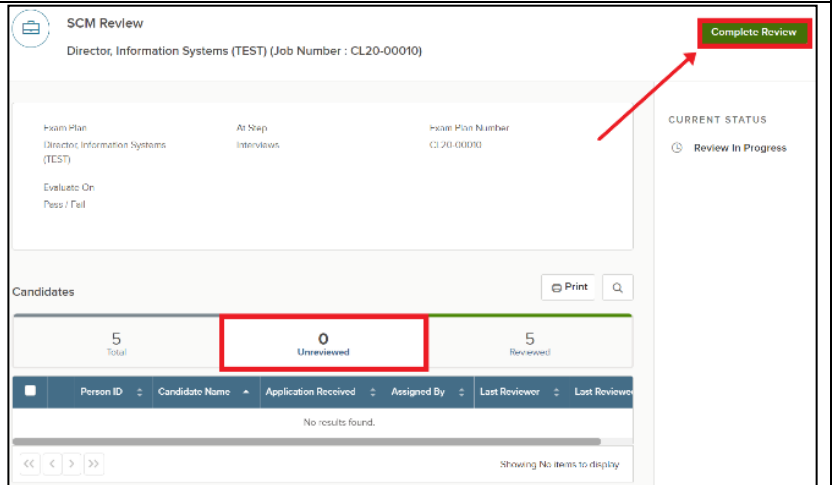 SCM Review
Complete Review
Director, Information Systems (TEST) (Job Number : CL20-00010)
Exam Plan
At Step
Exam Plan Number
CURRENT STATUS
Director, Information Systems
(TEST)
Interviews
CL20-00010
Review In Progress
Evaluate On
Pass / Fail
Candidates
Print
5
0
5
Total
Unreviewed
Reviewed
Person ID
Candidate Name
Application Received
Assigned By
Last Reviewer
Last Reviewe
No results found.
Showing No items to display